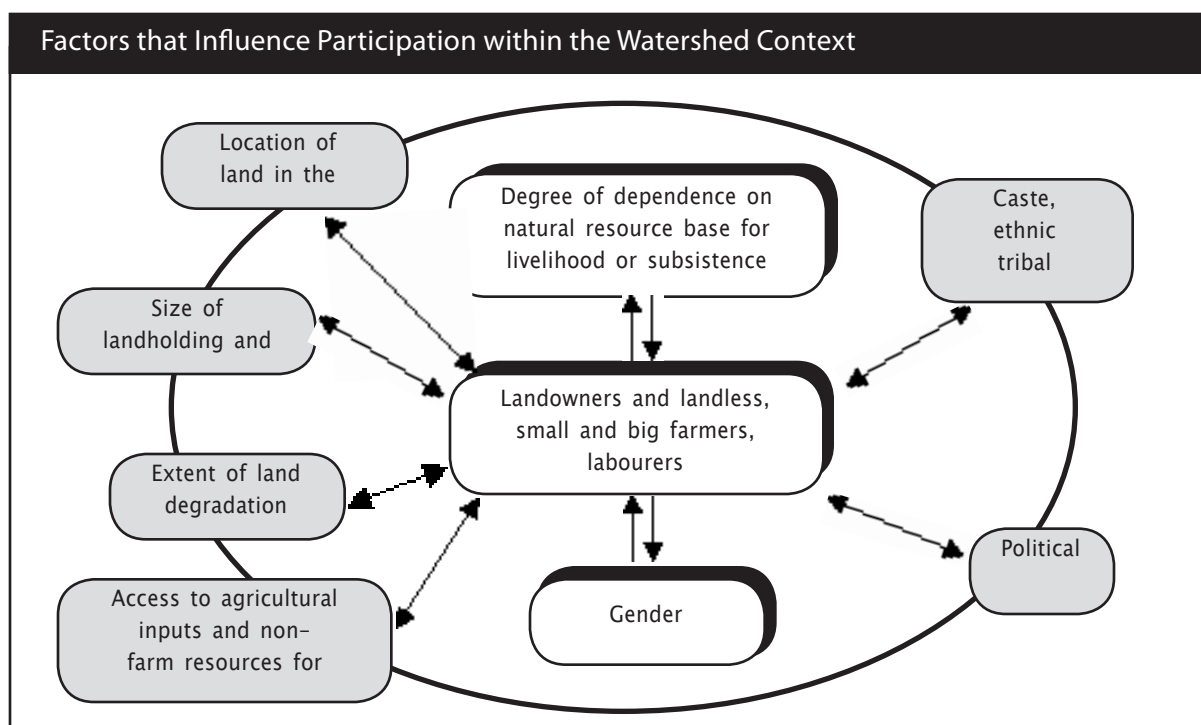 Factors that Influence Participation within the Watershed Context
Location of
land in the
Degree of dependence on
natural resource base for
livelihood or subsistence
Caste,
ethnic
tribal
Size of
landholding and
Landowners and landless,
small and big farmers,
labourers
Extent of land
degradation
Political
Access to agricultural
inputs and non–
farm resources for
Gender